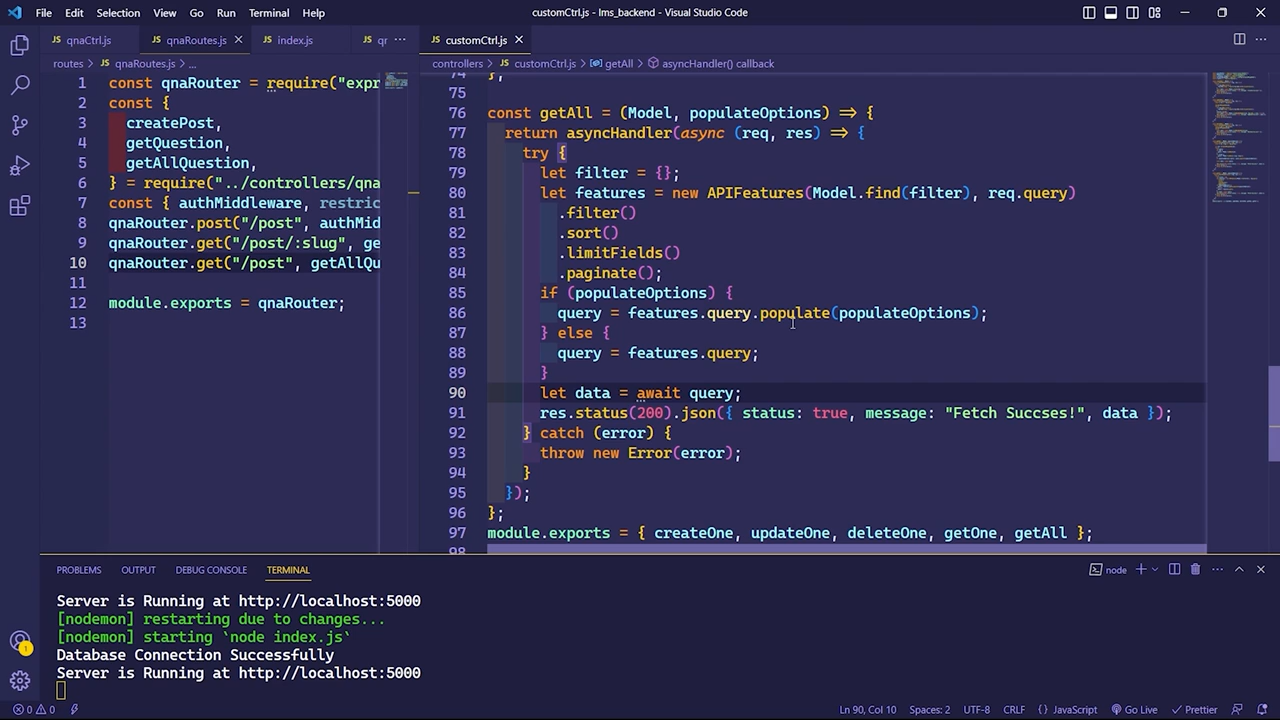 File Edit Selection View Go Run Terminal Help
customCtrl.js - lms_backend - Visual Studio Code
qnaCtrl.js qnaRoutes.js index.js qr
routes > qnaRoutes.js > ...
1 const qnaRouter = require("expr
2 const {
3 createPost,
4 getQuestion,
5 getAllQuestion,
6 } = require("../controllers/qna
7 const { authMiddleware, restric
8 qnaRouter.post("/post", authMid
9 qnaRouter.get("/post/:slug", ge
10 qnaRouter.get("/post", getAllQu
11
12 module.exports = qnaRouter;
13
customCtrl.js
controllers > customCtrl.js > getAll > asyncHandler() callback
74 };
75
76 const getAll = (Model, populateOptions) => {
77 return asyncHandler(async (req, res) => {
78 try {
79 let filter = {};
80 let features = new APIFeatures(Model.find(filter), req.query)
81 .filter()
82 .sort()
83 .limitFields()
84 .paginate();
85 if (populateOptions) {
86 query = features.query.populate(populateOptions);
87 } else {
88 query = features.query;
89 }
90 let data = await query;
91 res.status(200).json({ status: true, message: "Fetch Succses!", data });
92 } catch (error) {
93 throw new Error(error);
94 }
95 });
96 };
97 module.exports = { createOne, updateOne, deleteOne, getOne, getAll };
98
PROBLEMS OUTPUT DEBUG CONSOLE TERMINAL
node
Server is Running at http://localhost:5000
[nodemon] restarting due to changes...
[nodemon] starting `node index.js`
Database Connection Successfully
Server is Running at http://localhost:5000
1
0 0 Ln 90, Col 10 Spaces: 2 UTF-8 CRLF {} JavaScript Go Live Prettier